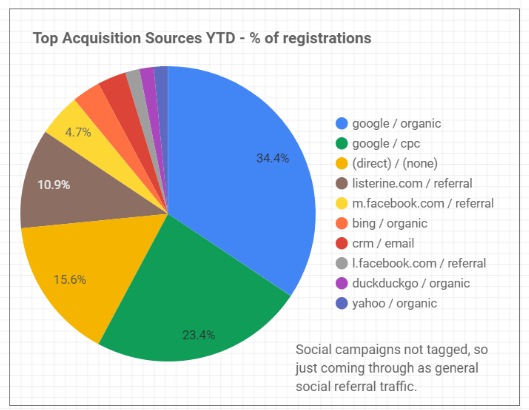 Top Acquisition Sources YTD - % of registrations
34.4%
23.4%
15.6%
10.9%
4.7%
google / organic
google / cpc
(direct) / (none)
listerine.com / referral
m.facebook.com / referral
bing / organic
crm / email
l.facebook.com / referral
duckduckgo / organic
yahoo / organic
Social campaigns not tagged, so
just coming through as general
social referral traffic.